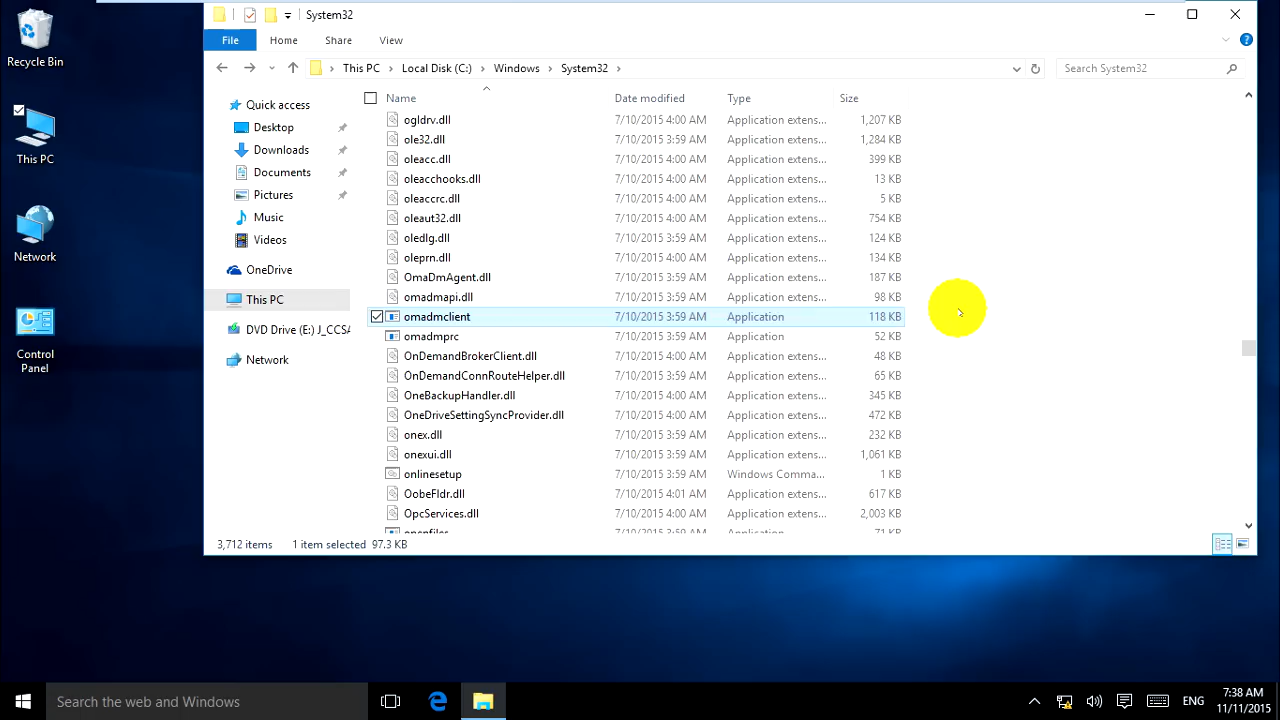 Recycle Bin
This PC
Network
Control
Panel
System32
File Home Share View
This PC Local Disk (C:) Windows System32
Search System32
Quick access
Desktop
Downloads
Documents
Pictures
Music
Videos
OneDrive
This PC
DVD Drive (E:) J_CCSA
Network
Name Date modified Type Size
ogldrv.dll 7/10/2015 4:00 AM Application extens... 1,207 KB
ole32.dll 7/10/2015 3:59 AM Application extens... 1,284 KB
oleacc.dll 7/10/2015 4:00 AM Application extens... 399 KB
oleacchooks.dll 7/10/2015 4:00 AM Application extens... 13 KB
oleaccrc.dll 7/10/2015 4:00 AM Application extens... 5 KB
oleaut32.dll 7/10/2015 4:00 AM Application extens... 754 KB
oledlg.dll 7/10/2015 3:59 AM Application extens... 124 KB
oleprn.dll 7/10/2015 4:00 AM Application extens... 134 KB
OmaDmAgent.dll 7/10/2015 3:59 AM Application extens... 187 KB
omadmapi.dll 7/10/2015 3:59 AM Application extens... 98 KB
omadmclient 7/10/2015 3:59 AM Application 118 KB
omadmprc 7/10/2015 3:59 AM Application 52 KB
OnDemandBrokerClient.dll 7/10/2015 4:00 AM Application extens... 48 KB
OnDemandConnRouteHelper.dll 7/10/2015 4:00 AM Application extens... 65 KB
OneBackupHandler.dll 7/10/2015 4:00 AM Application extens... 345 KB
OneDriveSettingSyncProvider.dll 7/10/2015 4:00 AM Application extens... 472 KB
onex.dll 7/10/2015 3:59 AM Application extens... 232 KB
onexui.dll 7/10/2015 3:59 AM Application extens... 1,061 KB
onlinesetup 7/10/2015 3:59 AM Windows Comma... 1 KB
OobeFldr.dll 7/10/2015 4:01 AM Application extens... 617 KB
OpcServices.dll 7/10/2015 4:00 AM Application extens... 2,003 KB
3,712 items 1 item selected 97.3 KB
Search the web and Windows
ENG
7:38 AM
11/11/2015